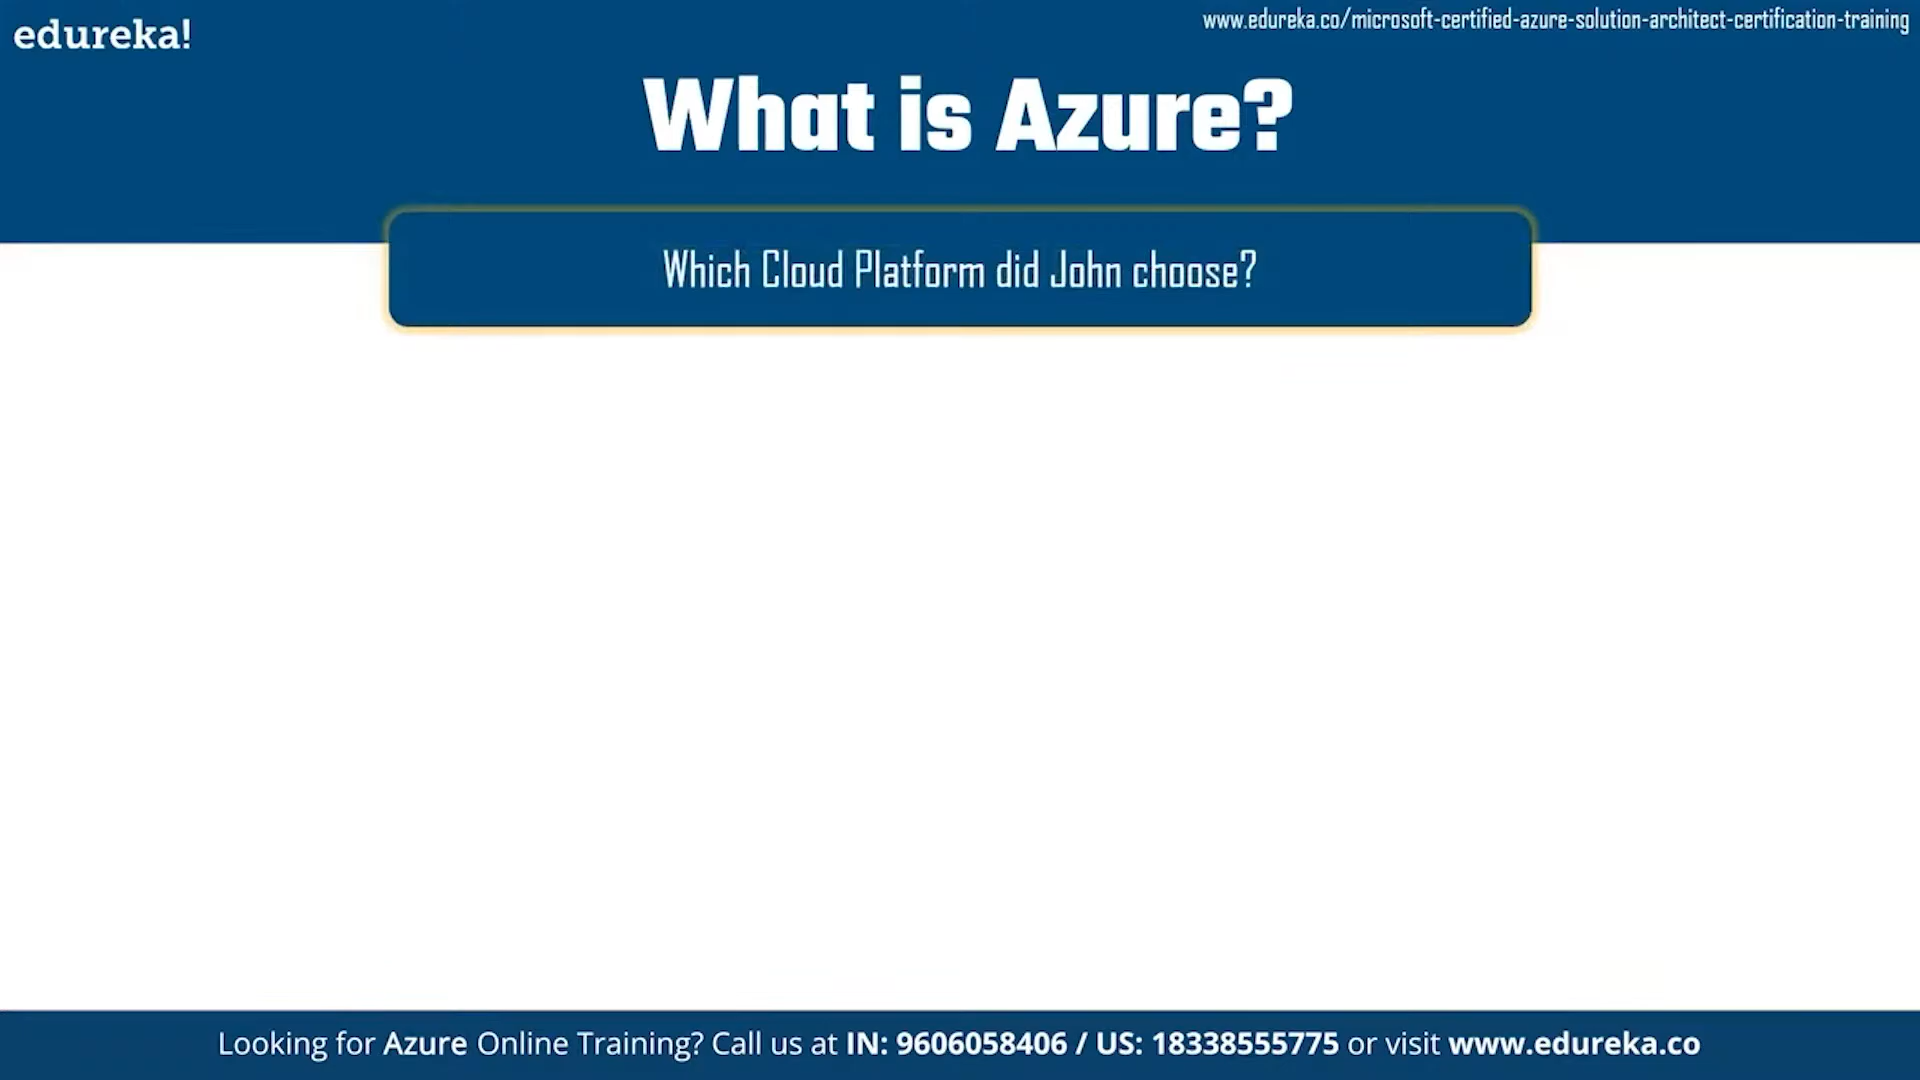 edureka!
www.edureka.co/microsoft-certified-azure-solution-architect-certification-training
What is Azure?
Which Cloud Platform did John choose?
Looking for Azure Online Training? Call us at IN: 9606058406 / US: 18338555775 or visit www.edureka.co